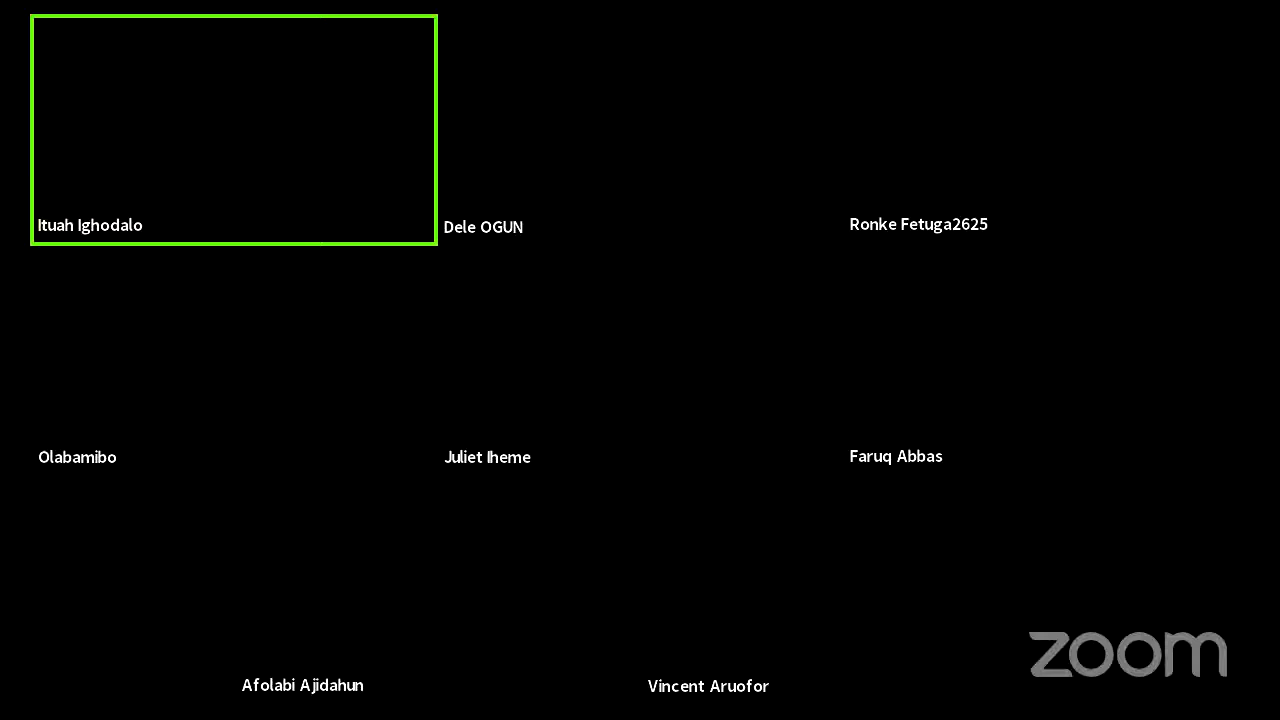 Ituah Ighodalo
Dele OGUN
Ronke Fetuga2625
Olabamibo
Juliet Iheme
Faruq Abbas
Afolabi Ajidahun
Vincent Aruofor
zoom